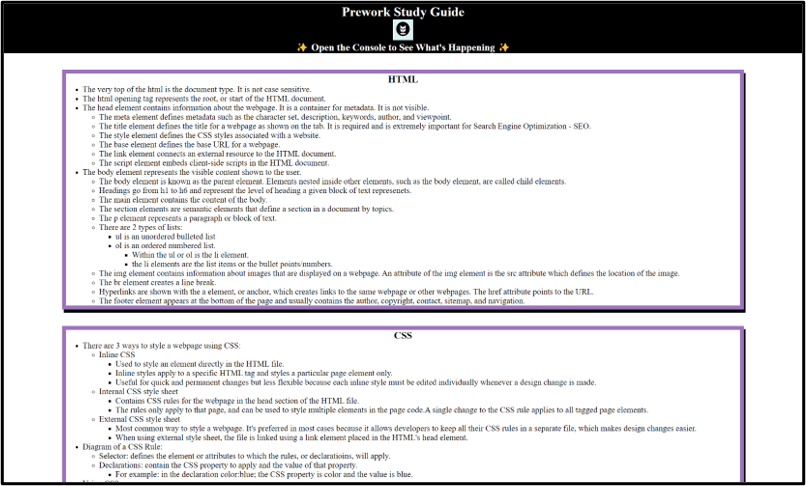 Prework Study Guide
✨ Open the Console to See What's Happening ✨
HTML
The very top of the html is the document type. It is not case sensitive.
The html opening tag represents the root, or start of the HTML document.
The head element contains information about the webpage. It is a container for metadata. It is not visible.
The meta element defines metadata such as the character set, description, keywords, author, and viewpoint.
The title element defines the title for a webpage as shown on the tab. It is required and is extremely important for Search Engine Optimization - SEO.
The style element defines the CSS styles associated with a website.
The base element defines the base URL for a webpage.
The link element connects an external resource to the HTML document.
The script element embeds client-side scripts in the HTML document.
The body element represents the visible content shown to the user.
The body element is known as the parent element. Elements nested inside other elements, such as the body element, are called child elements.
Headings go from h1 to h6 and represent the level of heading a given block of text represenets.
The main element contains the content of the body.
The section elements are semantic elements that define a section in a document by topics.
The p element represents a paragraph or block of text.
There are 2 types of lists:
ul is an unordered bulleted list
ol is an ordered numbered list.
Within the ul or ol is the li element.
the li elements are the list items or the bullet points/numbers.
The img element contains information about images that are displayed on a webpage. An attribute of the img element is the src attribute which defines the location of the image.
The br element creates a line break.
Hyperlinks are shown with the a element, or anchor, which creates links to the same webpage or other webpages. The href attribute points to the URL.
The footer element appears at the bottom of the page and usually contains the author, copyright, contact, sitemap, and navigation.
CSS
There are 3 ways to style a webpage using CSS:
Inline CSS
Used to style an element directly in the HTML file.
Inline styles apply to a specific HTML tag and styles a particular page element only.
Useful for quick and permanent changes but less flexible because each inline style must be edited individually whenever a design change is made.
Internal CSS style sheet
Contains CSS rules for the webpage in the head section of the HTML file.
The rules only apply to that page, and can be used to style multiple elements in the page code.A single change to the CSS rule applies to all tagged page elements.
External CSS style sheet
Most common way to style a webpage. It's preferred in most cases because it allows developers to keep all their CSS rules in a separate file, which makes design changes easier.
When using external style sheet, the file is linked using a link element placed in the HTML's head element.
Diagram of a CSS Rule:
Selector: defines the element or attributes to which the rules, or declaratioins, will apply.
Declarations: contain the CSS property to apply and the value of that property.
For example: in the declaration color:blue; the CSS property is color and the value is blue.